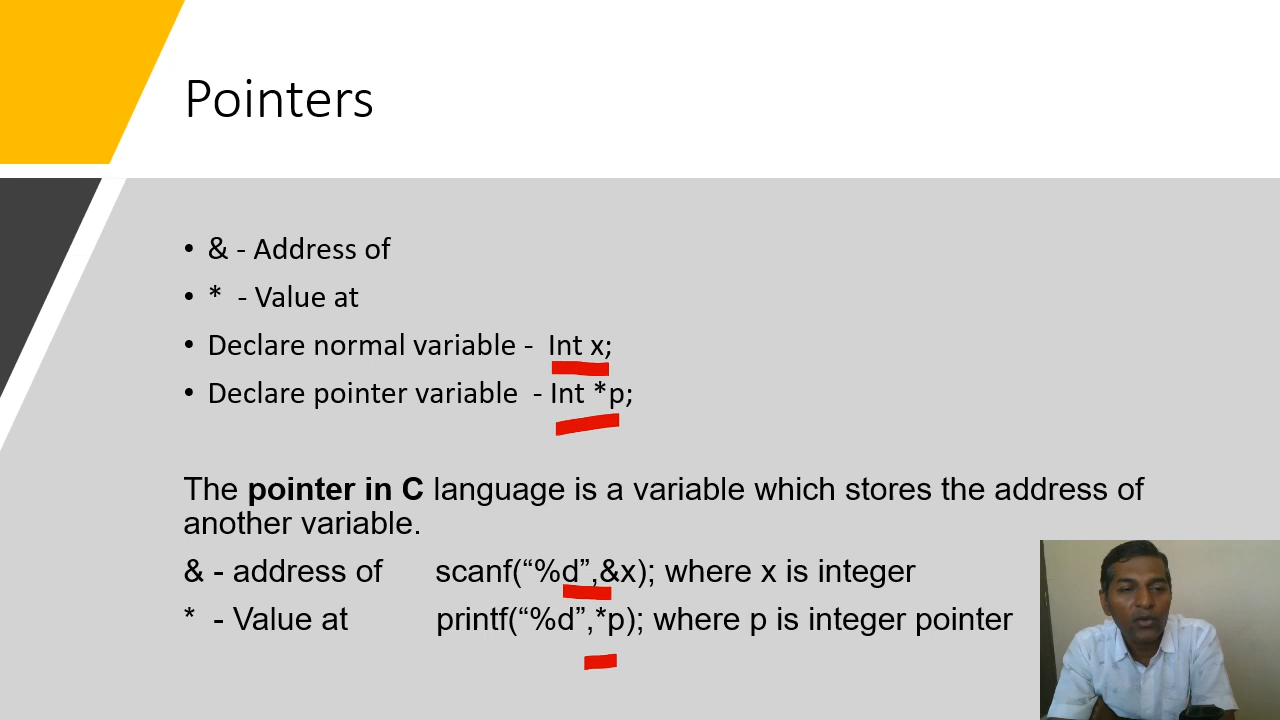 Pointers
• & - Address of
• * - Value at
• Declare normal variable - Int x;
• Declare pointer variable - Int *p;
The pointer in C language is a variable which stores the address of
another variable.
& - address of scanf(“%d”,&x); where x is integer
* - Value at printf(“%d”,*p); where p is integer pointer